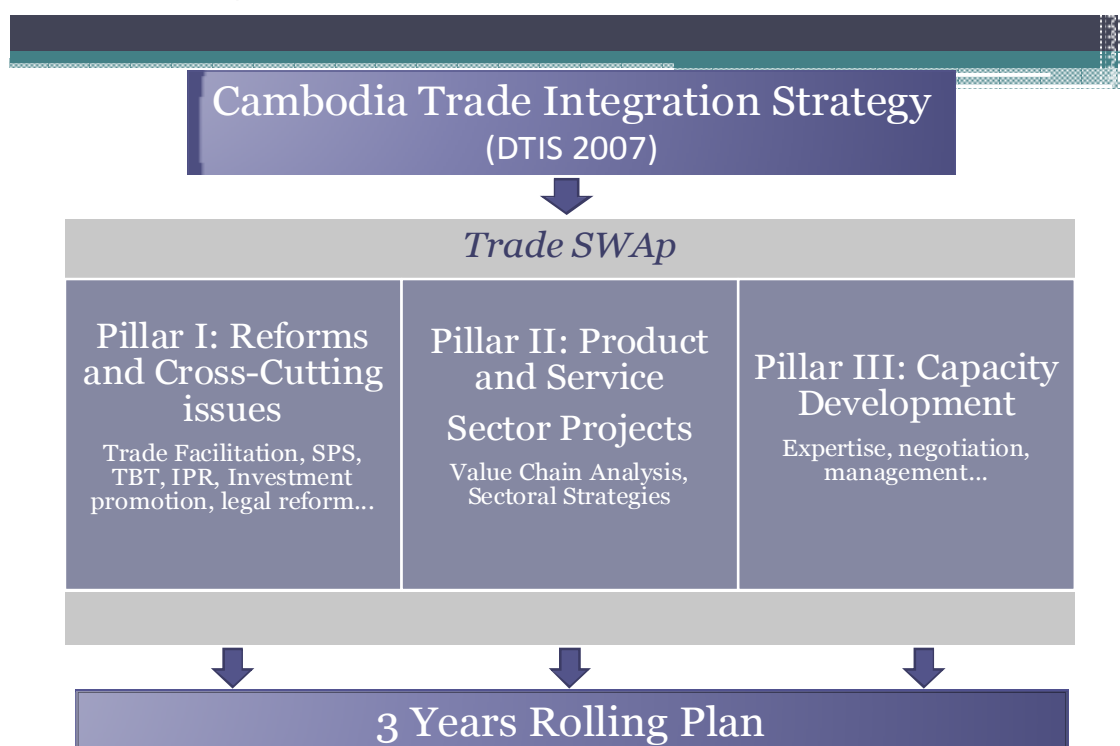 Cambodia Trade Integration Strategy
(DTIS 2007)
Trade SWAp
Pillar I: Reforms
and Cross-Cutting
issues
Trade Facilitation, SPS,
TBT, IPR, Investment
promotion, legal reform...
Pillar II: Product
and Service
Sector Projects
Value Chain Analysis,
Sectoral Strategies
Pillar III: Capacity
Development
Expertise, negotiation,
management...
3 Years Rolling Plan